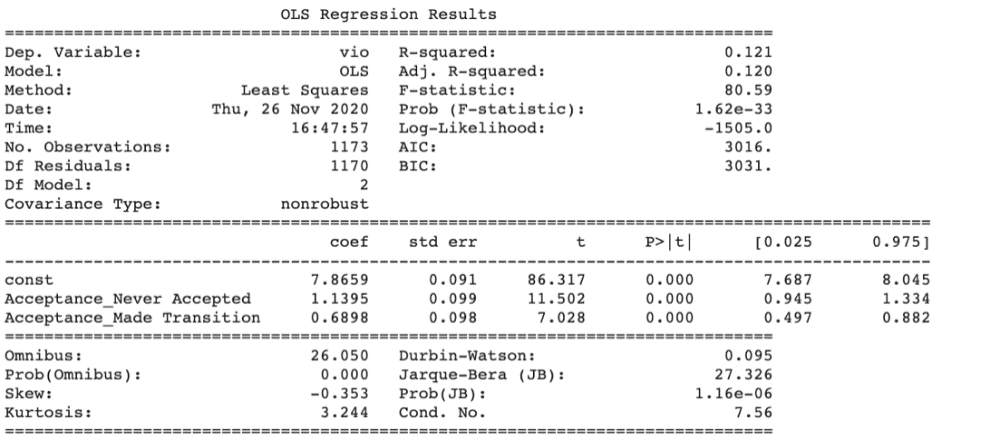 OLS Regression Results
==============================================================================
Dep. Variable:                    vio   R-squared:                       0.121
Model:                            OLS   Adj. R-squared:                  0.120
Method:                 Least Squares   F-statistic:                     80.59
Date:                Thu, 26 Nov 2020   Prob (F-statistic):           1.62e-33
Time:                        16:47:57   Log-Likelihood:                -1505.0
No. Observations:                1173   AIC:                             3016.
Df Residuals:                    1170   BIC:                             3031.
Df Model:                           2
Covariance Type:            nonrobust
==============================================================================================
                                 coef    std err          t      P>|t|      [0.025      0.975]
----------------------------------------------------------------------------------------------
const                          7.8659      0.091     86.317      0.000       7.687       8.045
Acceptance_Never Accepted      1.1395      0.099     11.502      0.000       0.945       1.334
Acceptance_Made Transition     0.6898      0.098      7.028      0.000       0.497       0.882
==============================================================================
Omnibus:                       26.050   Durbin-Watson:                   0.095
Prob(Omnibus):                  0.000   Jarque-Bera (JB):               27.326
Skew:                          -0.353   Prob(JB):                     1.16e-06
Kurtosis:                       3.244   Cond. No.                         7.56
==============================================================================